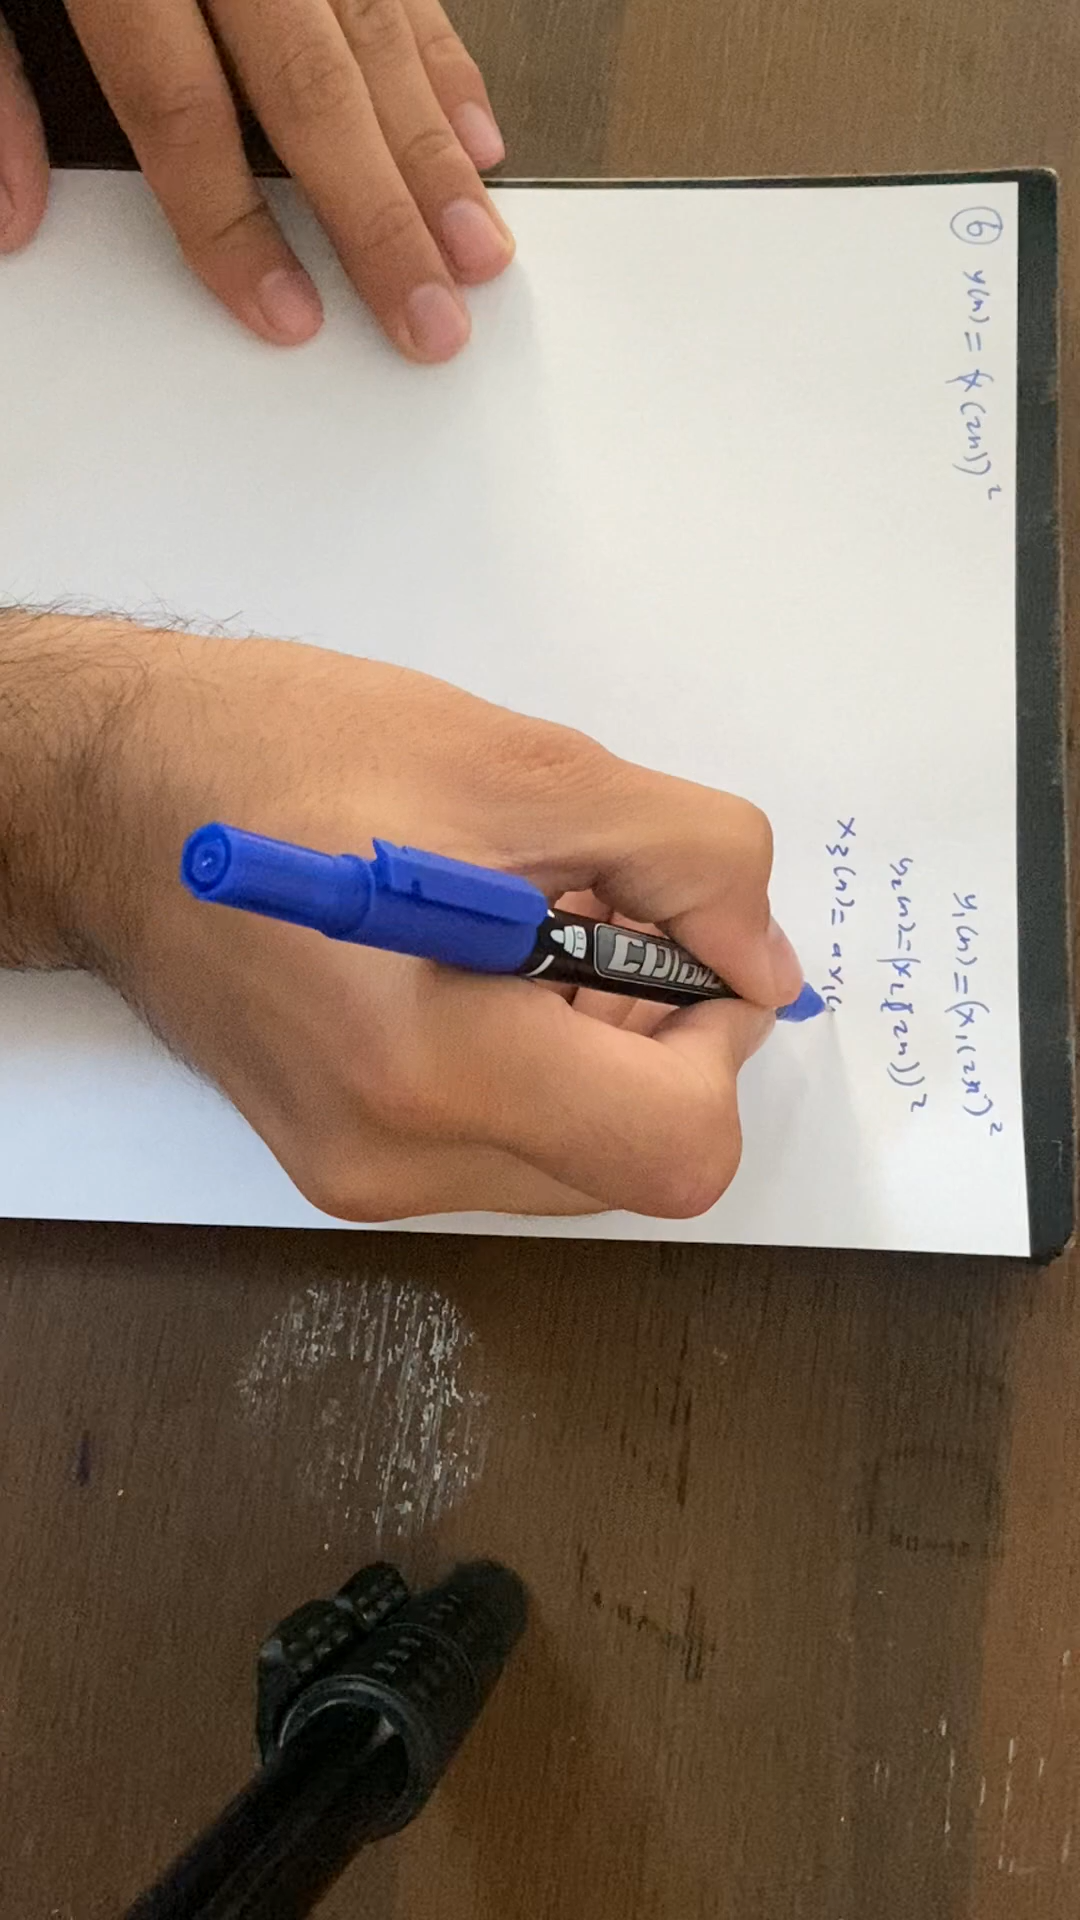 ⑥ y(n) = (x(2n))²
y₁(n) = (x₁(2n))²
y₂(n) = (x₂(2n))²
x₃(n) = a x₁(